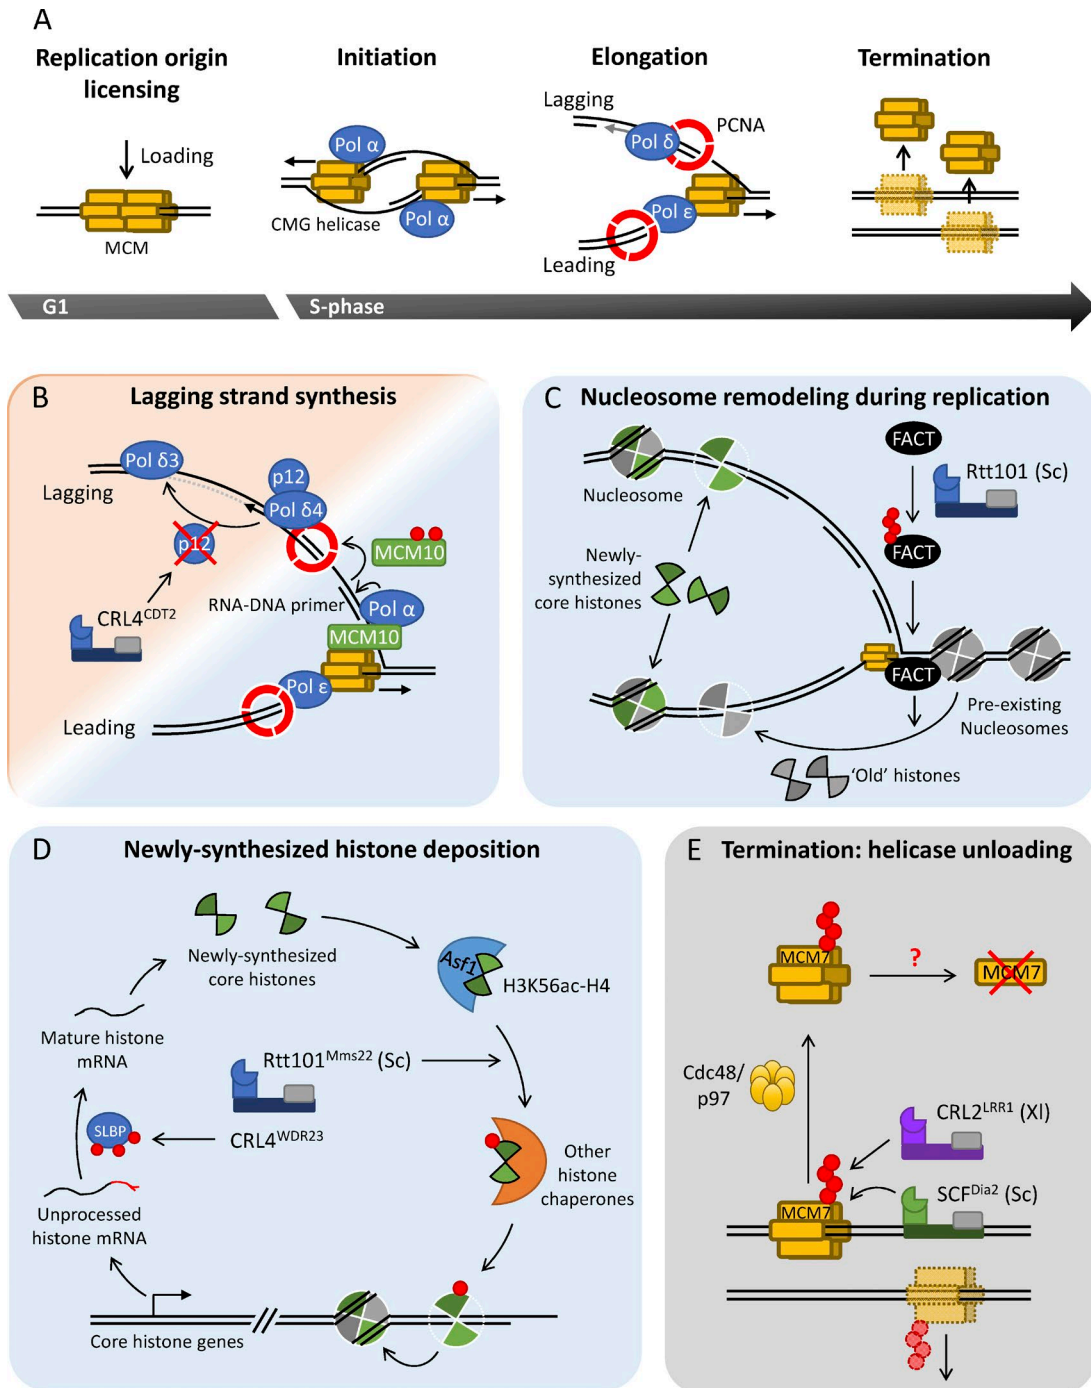 A
Replication origin
licensing
Initiation
Elongation
Termination
Loading
MCM
Pol α
Pol α
CMG helicase
Lagging
Pol δ
PCNA
Pol ε
Leading
G1
S-phase
B
Lagging strand synthesis
Pol δ3
Lagging
p12
Pol δ4
p12
MCM10
CRL4CDT2
RNA-DNA primer
Pol α
MCM10
Pol ε
Leading
C
Nucleosome remodeling during replication
FACT
Rtt101 (Sc)
Nucleosome
FACT
Newly-
synthesized
core histones
FACT
Pre-existing
Nucleosomes
'Old' histones
D
Newly-synthesized histone deposition
Newly-synthesized
core histones
Asf1
H3K56ac-H4
Mature histone
mRNA
Rtt101Mms22 (Sc)
SLBP
CRL4WDR23
Other
histone
chaperones
Unprocessed
histone mRNA
Core histone genes
E
Termination: helicase unloading
MCM7
?
MCM7
Cdc48/
p97
CRL2LRR1 (Xl)
SCFDia2 (Sc)
MCM7